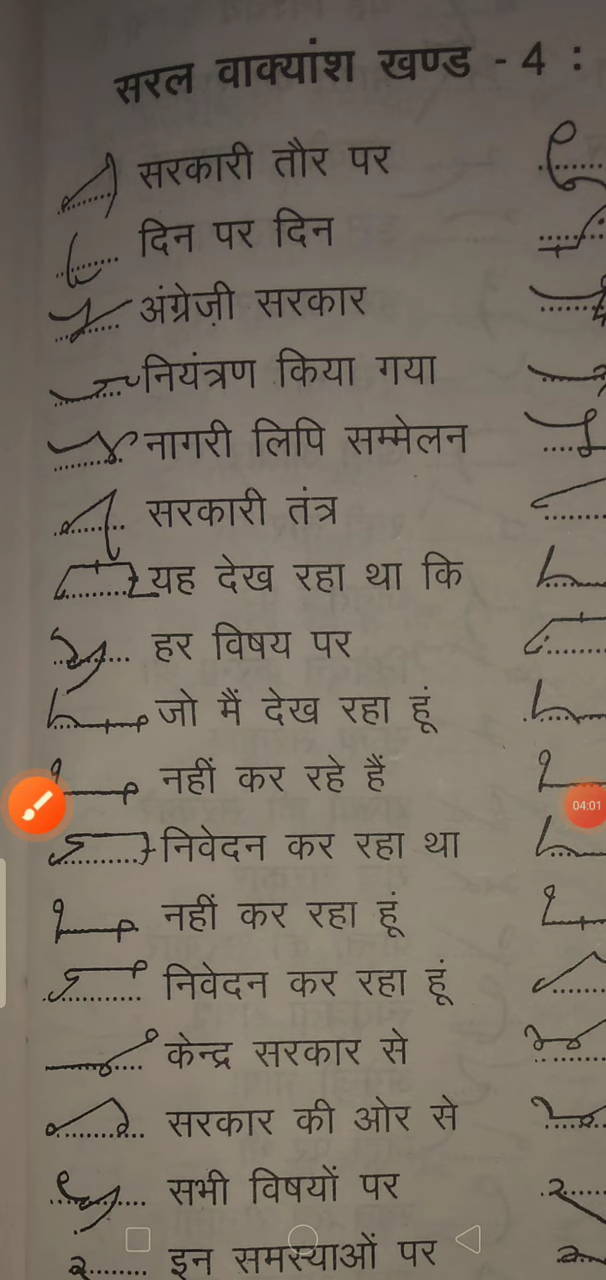 सरल वाक्यांश खण्ड - 4 :
सरकारी तौर पर
दिन पर दिन
अंग्रेज़ी सरकार
नियंत्रण किया गया
नागरी लिपि सम्मेलन
सरकारी तंत्र
यह देख रहा था कि
हर विषय पर
जो मैं देख रहा हूं
नहीं कर रहे हैं
04:01
निवेदन कर रहा था
नहीं कर रहा हूं
निवेदन कर रहा हूं
केन्द्र सरकार से
सरकार की ओर से
सभी विषयों पर
इन समस्याओं पर